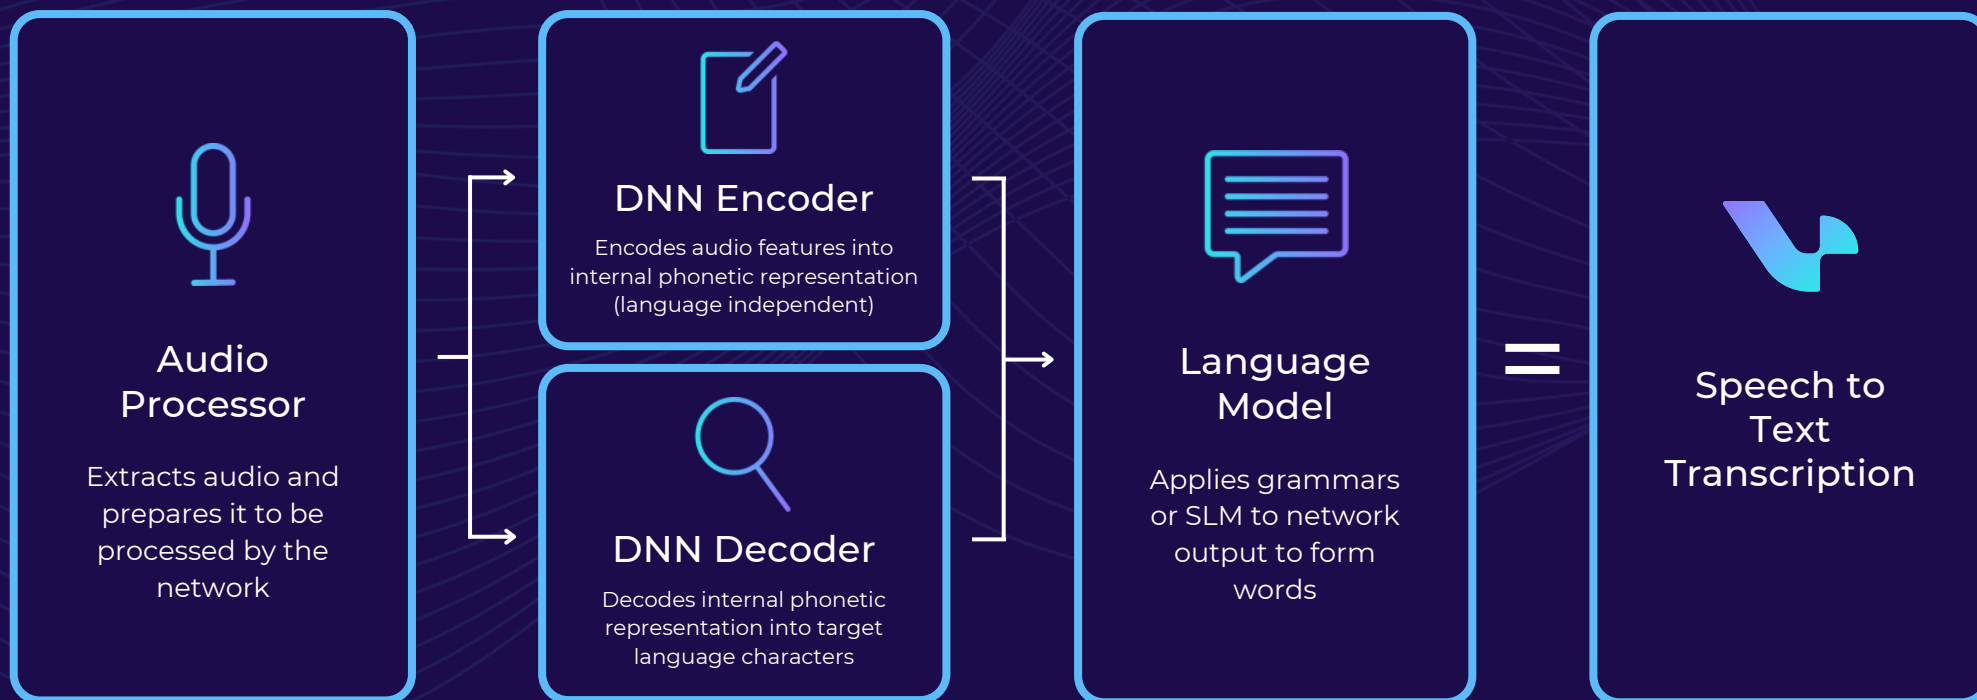 Audio
Processor
Extracts audio and
prepares it to be
processed by the
network
DNN Encoder
Encodes audio features into
internal phonetic representation
(language independent)
DNN Decoder
Decodes internal phonetic
representation into target
language characters
Language
Model
Applies grammars
or SLM to network
output to form
words
=
Speech to
Text
Transcription